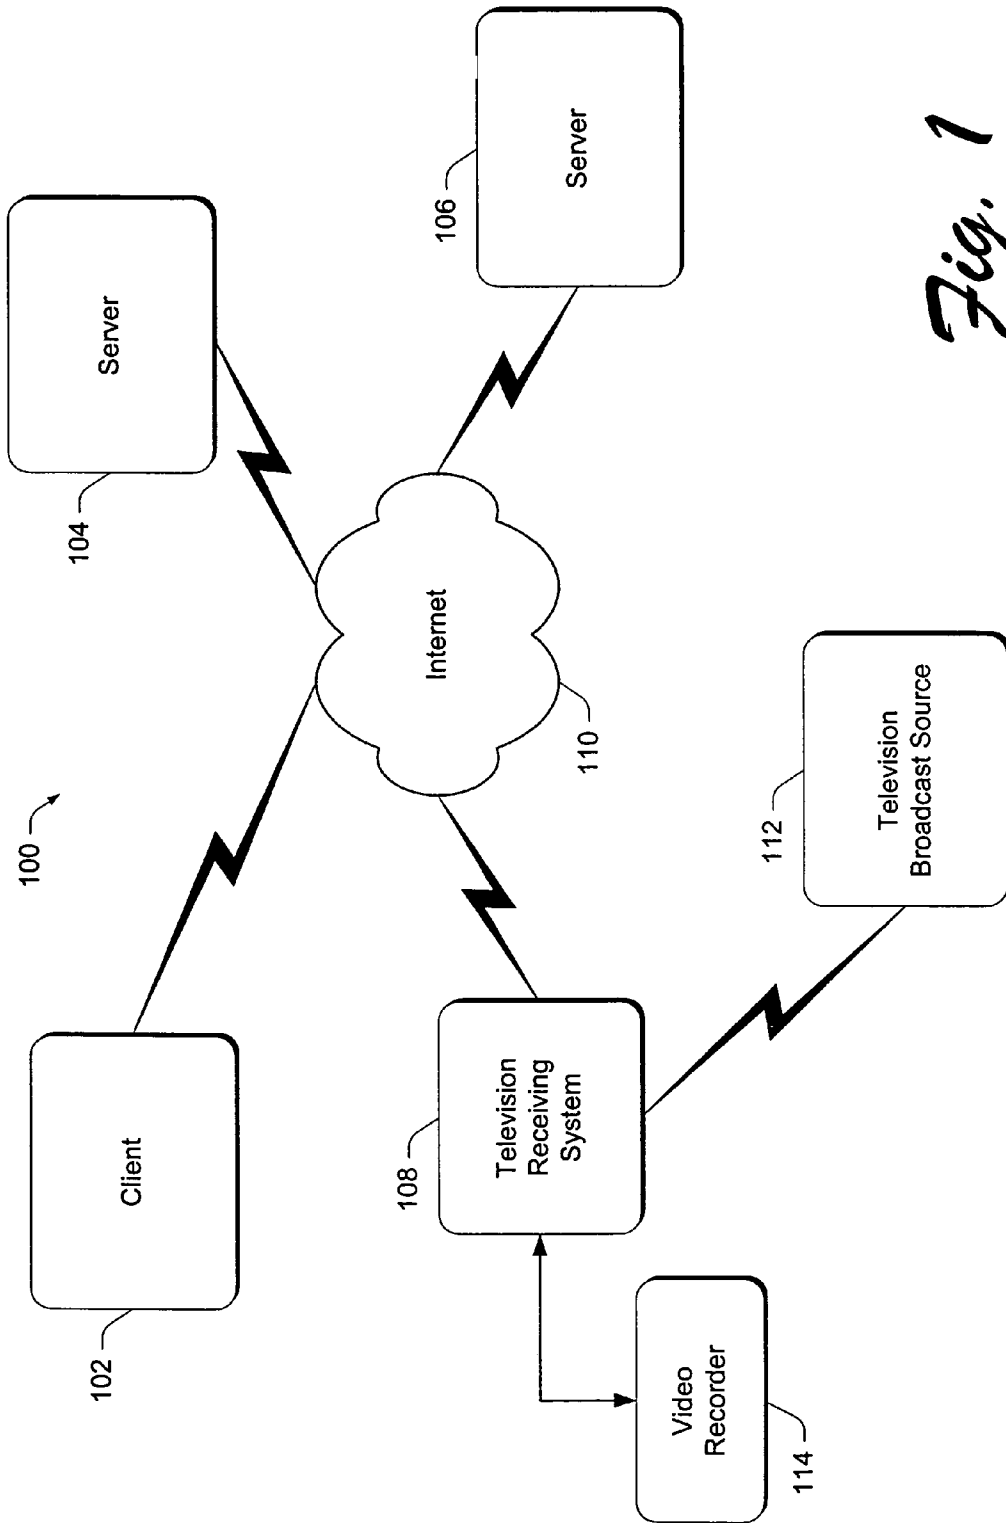 100
102
Client
104
Server
106
Server
110
Internet
108
Television
Receiving
System
112
Television
Broadcast Source
114
Video
Recorder
Fig. 1